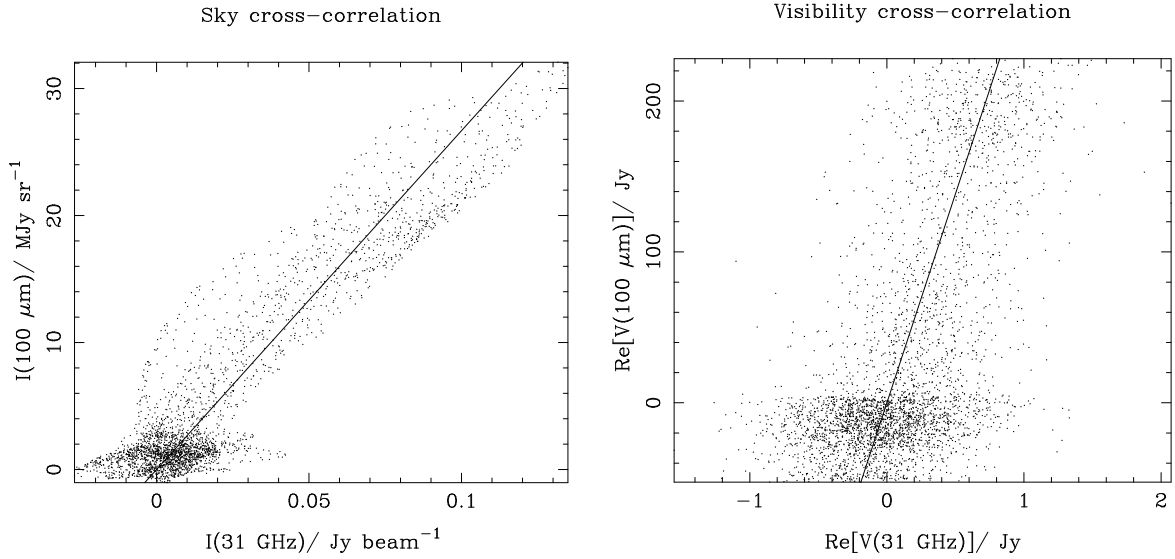 Sky cross−correlation
I(100 μm)/ MJy sr⁻¹
30
20
10
0
0
0.05
0.1
I(31 GHz)/ Jy beam⁻¹
Visibility cross−correlation
Re[V(100 μm)]/ Jy
200
100
0
−1
0
1
2
Re[V(31 GHz)]/ Jy